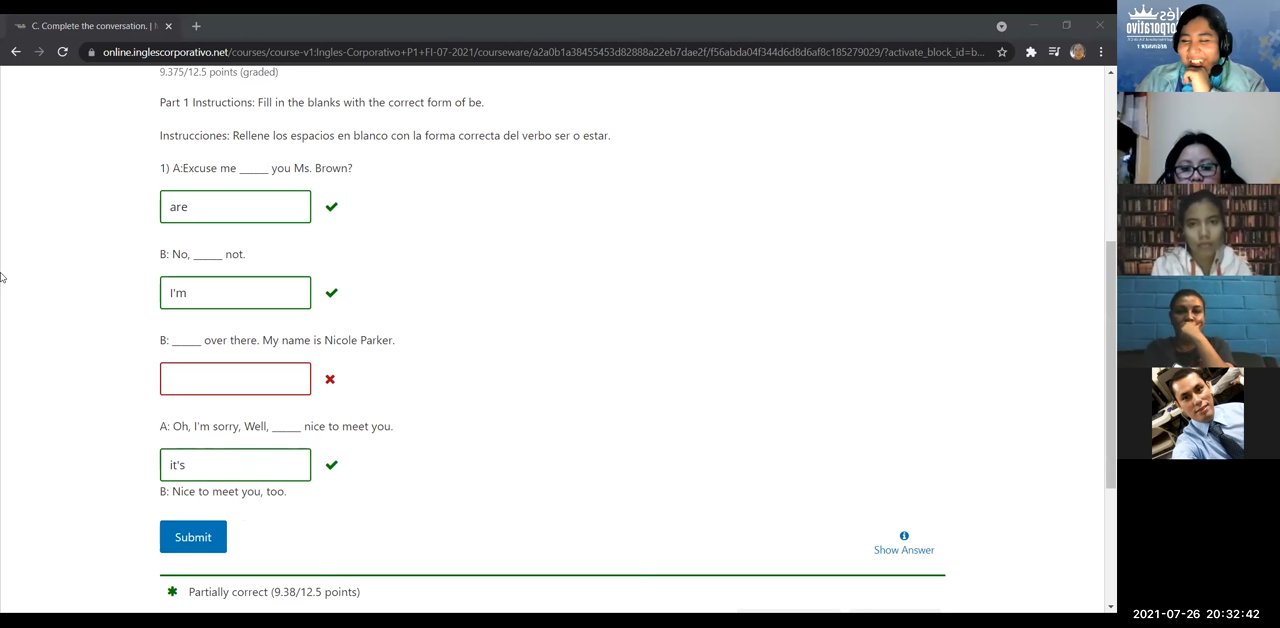 C. Complete the conversation. |
online.inglescorporativo.net/courses/course-v1:Ingles-Corporativo+P1+FI-07-2021/courseware/a2a0b1a38455453d82888a22eb7dae2f/f56abda04f344d6d8d6af8c185279029/?activate_block_id=b...
9.375/12.5 points (graded)
Part 1 Instructions: Fill in the blanks with the correct form of be.
Instrucciones: Rellene los espacios en blanco con la forma correcta del verbo ser o estar.
1) A:Excuse me _____ you Ms. Brown?
are
B: No, _____ not.
I'm
B: _____ over there. My name is Nicole Parker.
A: Oh, I'm sorry, Well, _____ nice to meet you.
it's
B: Nice to meet you, too.
Submit
Show Answer
Partially correct (9.38/12.5 points)
2021-07-26 20:32:42